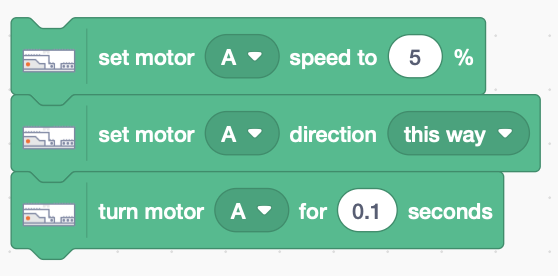 set motor A speed to 5 %
set motor A direction this way
turn motor A for 0.1 seconds